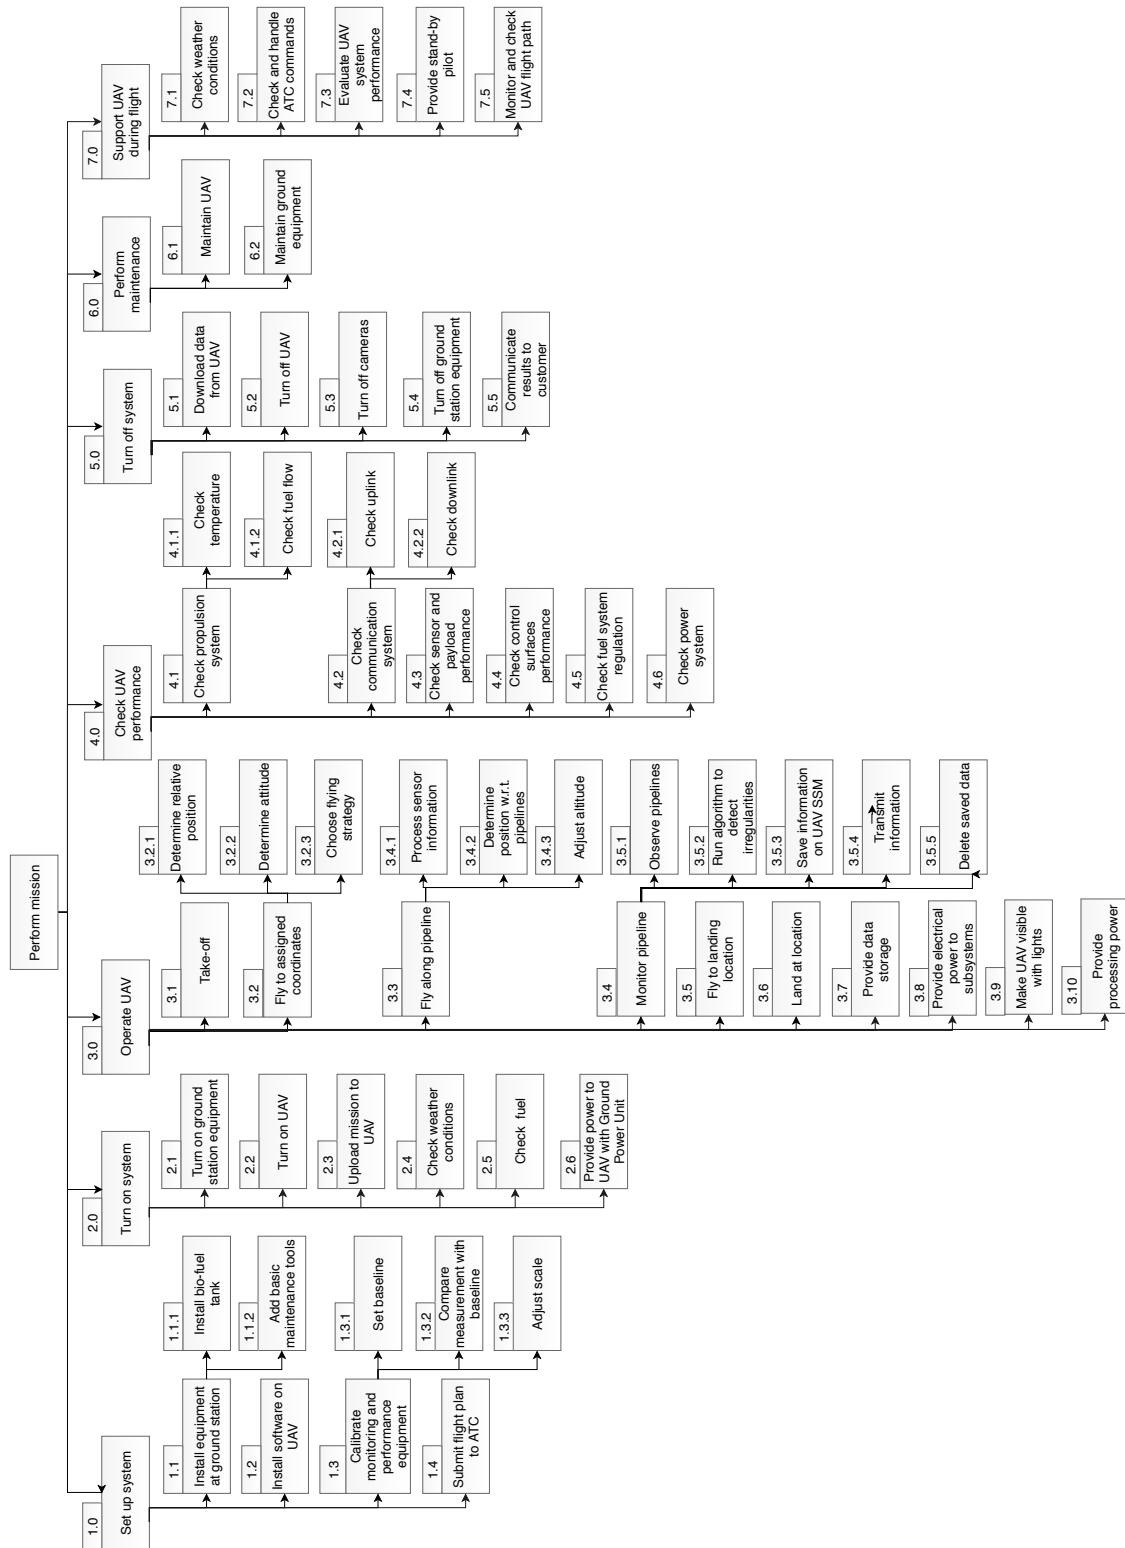 Perform mission
1.0
Set up system
1.1
Install equipment
at ground station
1.1.1
Install bio-fuel
tank
1.1.2
Add basic
maintenance tools
1.2
Install software on
UAV
1.3
Calibrate
monitoring and
performance
equipment
1.3.1
Set baseline
1.3.2
Compare
measurement with
baseline
1.3.3
Adjust scale
1.4
Submit flight plan
to ATC
2.0
Turn on system
2.1
Turn on ground
station equipment
2.2
Turn on UAV
2.3
Upload mission to
UAV
2.4
Check weather
conditions
2.5
Check fuel
2.6
Provide power to
UAV with Ground
Power Unit
3.0
Operate UAV
3.1
Take-off
3.2
Fly to assigned
coordinates
3.2.1
Determine relative
position
3.2.2
Determine attitude
3.2.3
Choose flying
strategy
3.3
Fly along pipeline
3.4.1
Process sensor
information
3.4.2
Determine
position w.r.t.
pipelines
3.4.3
Adjust altitude
3.4
Monitor pipeline
3.5.1
Observe pipelines
3.5.2
Run algorithm to
detect
irregularities
3.5.3
Save information
on UAV SSM
3.5.4
Transmit
information
3.5.5
Delete saved data
3.5
Fly to landing
location
3.6
Land at location
3.7
Provide data
storage
3.8
Provide electrical
power to
subsystems
3.9
Make UAV visible
with lights
3.10
Provide
processing power
4.0
Check UAV
performance
4.1
Check propulsion
system
4.1.1
Check
temperature
4.1.2
Check fuel flow
4.2
Check
communication
system
4.2.1
Check uplink
4.2.2
Check downlink
4.3
Check sensor and
payload
performance
4.4
Check control
surfaces
performance
4.5
Check fuel system
regulation
4.6
Check power
system
5.0
Turn off system
5.1
Download data
from UAV
5.2
Turn off UAV
5.3
Turn off cameras
5.4
Turn off ground
station equipment
5.5
Communicate
results to
customer
6.0
Perform
maintenance
6.1
Maintain UAV
6.2
Maintain ground
equipment
7.0
Support UAV
during flight
7.1
Check weather
conditions
7.2
Check and handle
ATC commands
7.3
Evaluate UAV
system
performance
7.4
Provide stand-by
pilot
7.5
Monitor and check
UAV flight path